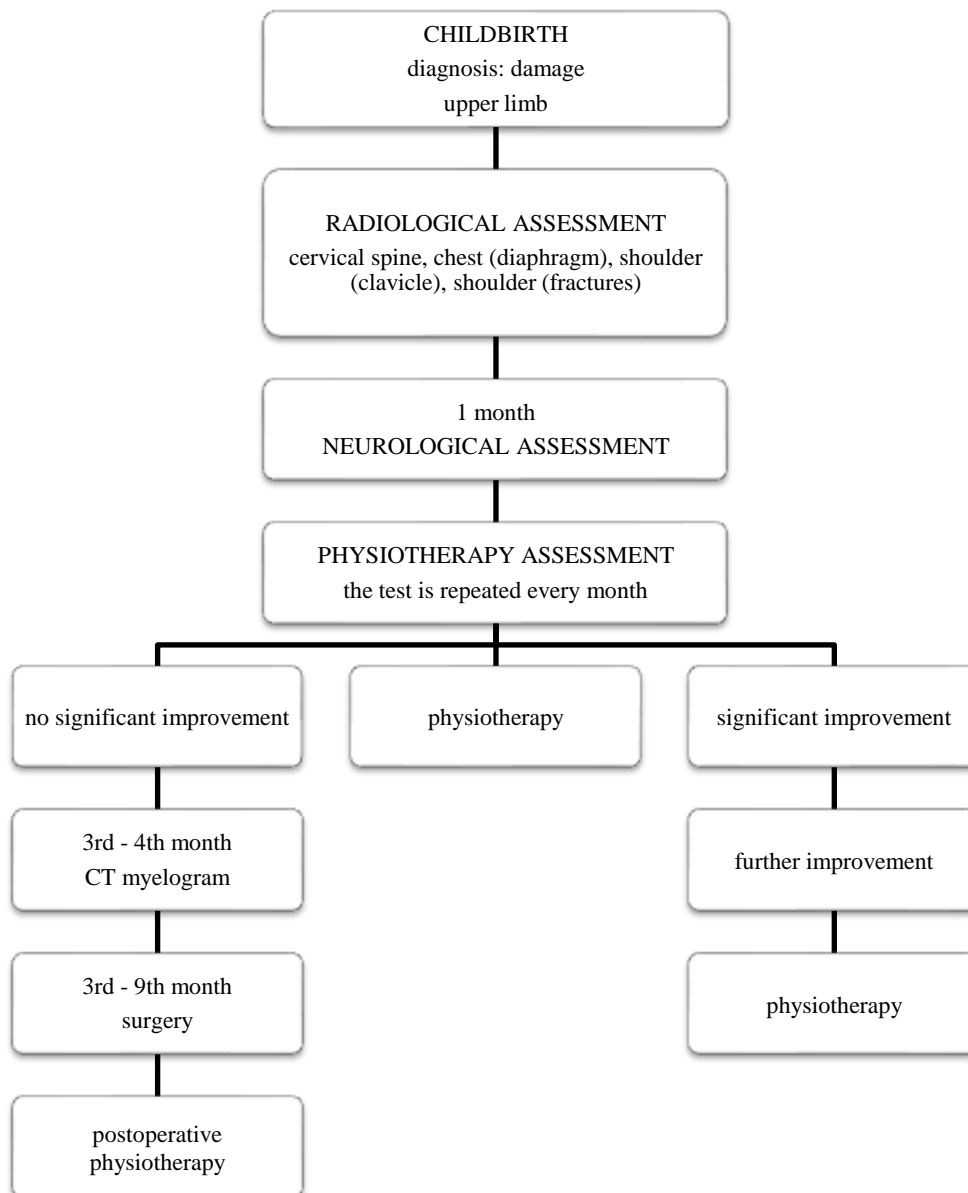 CHILDBIRTH
diagnosis: damage
upper limb
RADIOLOGICAL ASSESSMENT
cervical spine, chest (diaphragm), shoulder
(clavicle), shoulder (fractures)
1 month
NEUROLOGICAL ASSESSMENT
PHYSIOTHERAPY ASSESSMENT
the test is repeated every month
no significant improvement
physiotherapy
significant improvement
3rd - 4th month
CT myelogram
further improvement
3rd - 9th month
surgery
physiotherapy
postoperative
physiotherapy